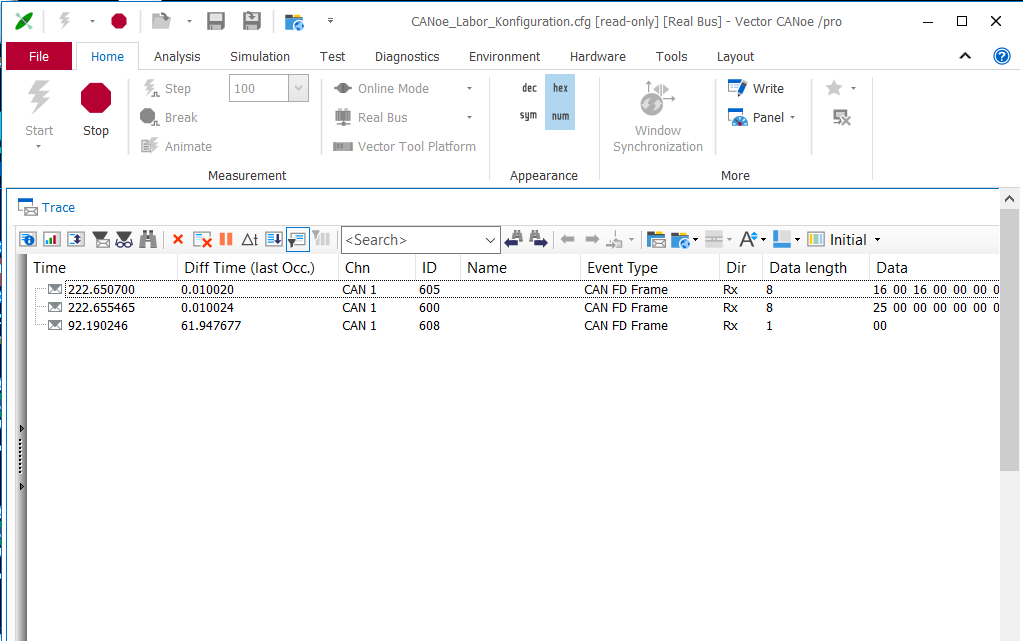 CANoe_Labor_Konfiguration.cfg [read-only] [Real Bus] - Vector CANoe /pro
File Home Analysis Simulation Test Diagnostics Environment Hardware Tools Layout
Start
Stop
Step 100
Break
Animate
Online Mode
Real Bus
Vector Tool Platform
dec hex
sym num
Window
Synchronization
Write
Panel
Measurement Appearance More
Trace
Δt <Search> A Initial
Time Diff Time (last Occ.) Chn ID Name Event Type Dir Data length Data
222.650700 0.010020 CAN 1 605 CAN FD Frame Rx 8 16 00 16 00 00 00
222.655465 0.010024 CAN 1 600 CAN FD Frame Rx 8 25 00 00 00 00 00
92.190246 61.947677 CAN 1 608 CAN FD Frame Rx 1 00